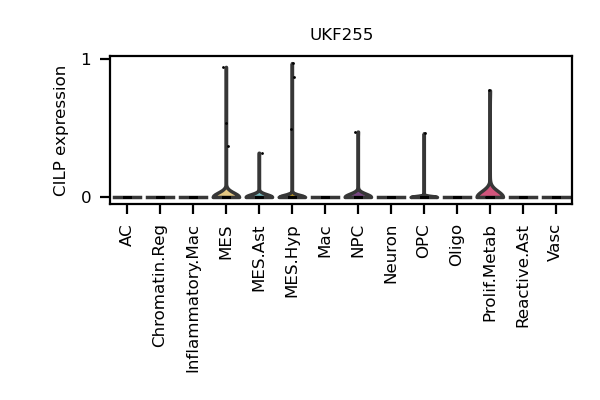 UKF255
CILP expression
1
0
AC
Chromatin.Reg
Inflammatory.Mac
MES
MES.Ast
MES.Hyp
Mac
NPC
Neuron
OPC
Oligo
Prolif.Metab
Reactive.Ast
Vasc